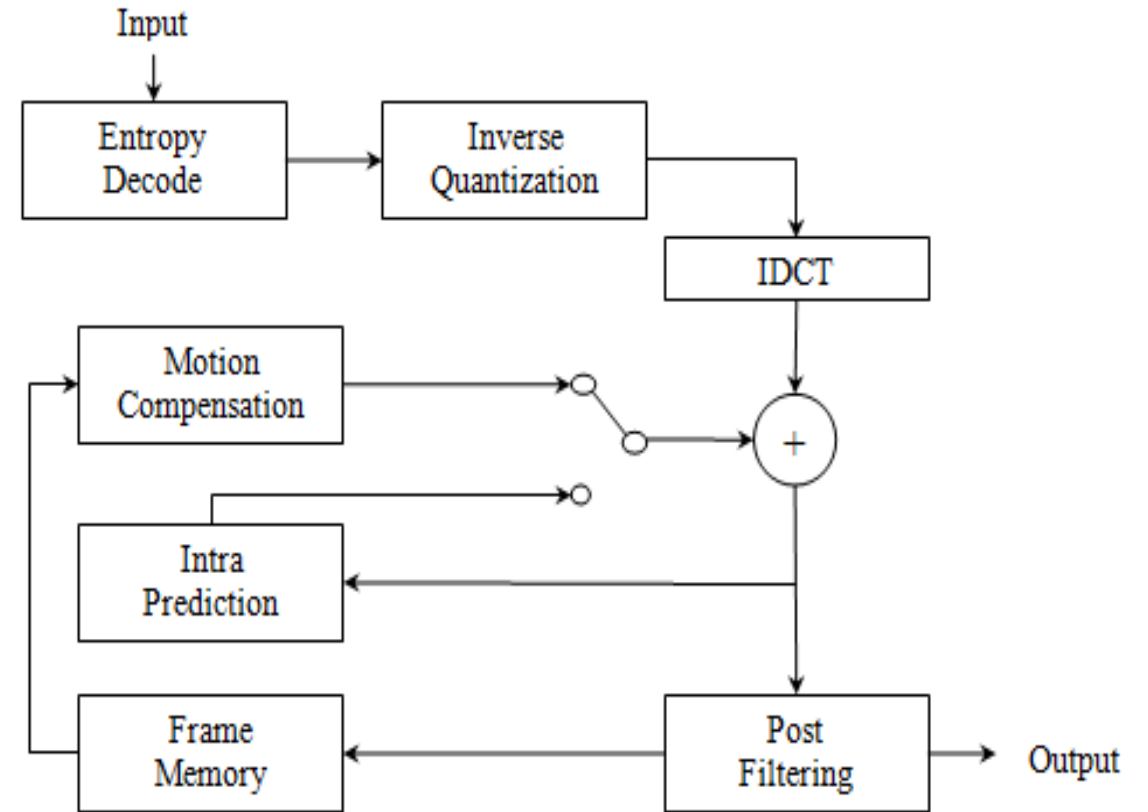 Input
Entropy
Decode
Inverse
Quantization
IDCT
Motion
Compensation
+
Intra
Prediction
Frame
Memory
Post
Filtering
Output